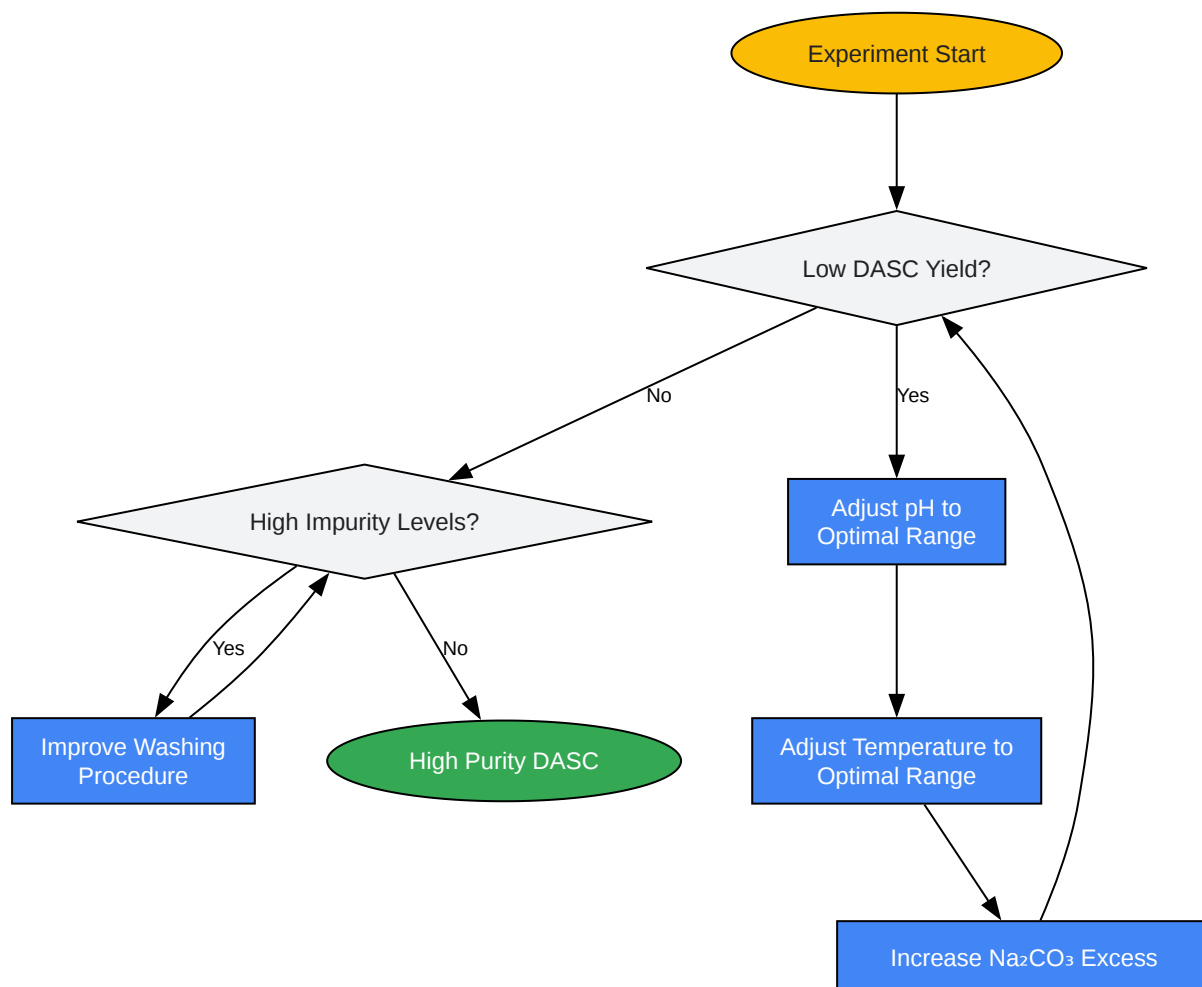 Experiment Start
Low DASC Yield?
No
Yes
High Impurity Levels?
Adjust pH to
Optimal Range
Yes
No
Improve Washing
Procedure
High Purity DASC
Adjust Temperature to
Optimal Range
Increase Na₂CO₃ Excess